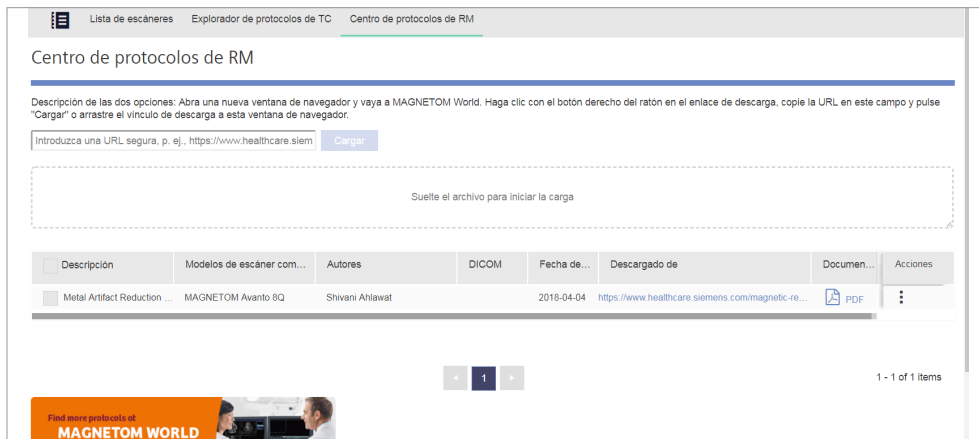 Lista de escáneres Explorador de protocolos de TC Centro de protocolos de RM
Centro de protocolos de RM
Descripción de las dos opciones: Abra una nueva ventana de navegador y vaya a MAGNETOM World. Haga clic con el botón derecho del ratón en el enlace de descarga, copie la URL en este campo y pulse
"Cargar" o arrastre el vínculo de descarga a esta ventana de navegador.
Introduzca una URL segura, p. ej., https://www.healthcare.siem Cargar
Suelte el archivo para iniciar la carga
Descripción Modelos de escáner com... Autores DICOM Fecha de... Descargado de Documen... Acciones
Metal Artifact Reduction ... MAGNETOM Avanto 8Q Shivani Ahlawat 2018-04-04 https://www.healthcare.siemens.com/magnetic-re... PDF
1
1 - 1 of 1 items
Find more protocols at
MAGNETOM WORLD